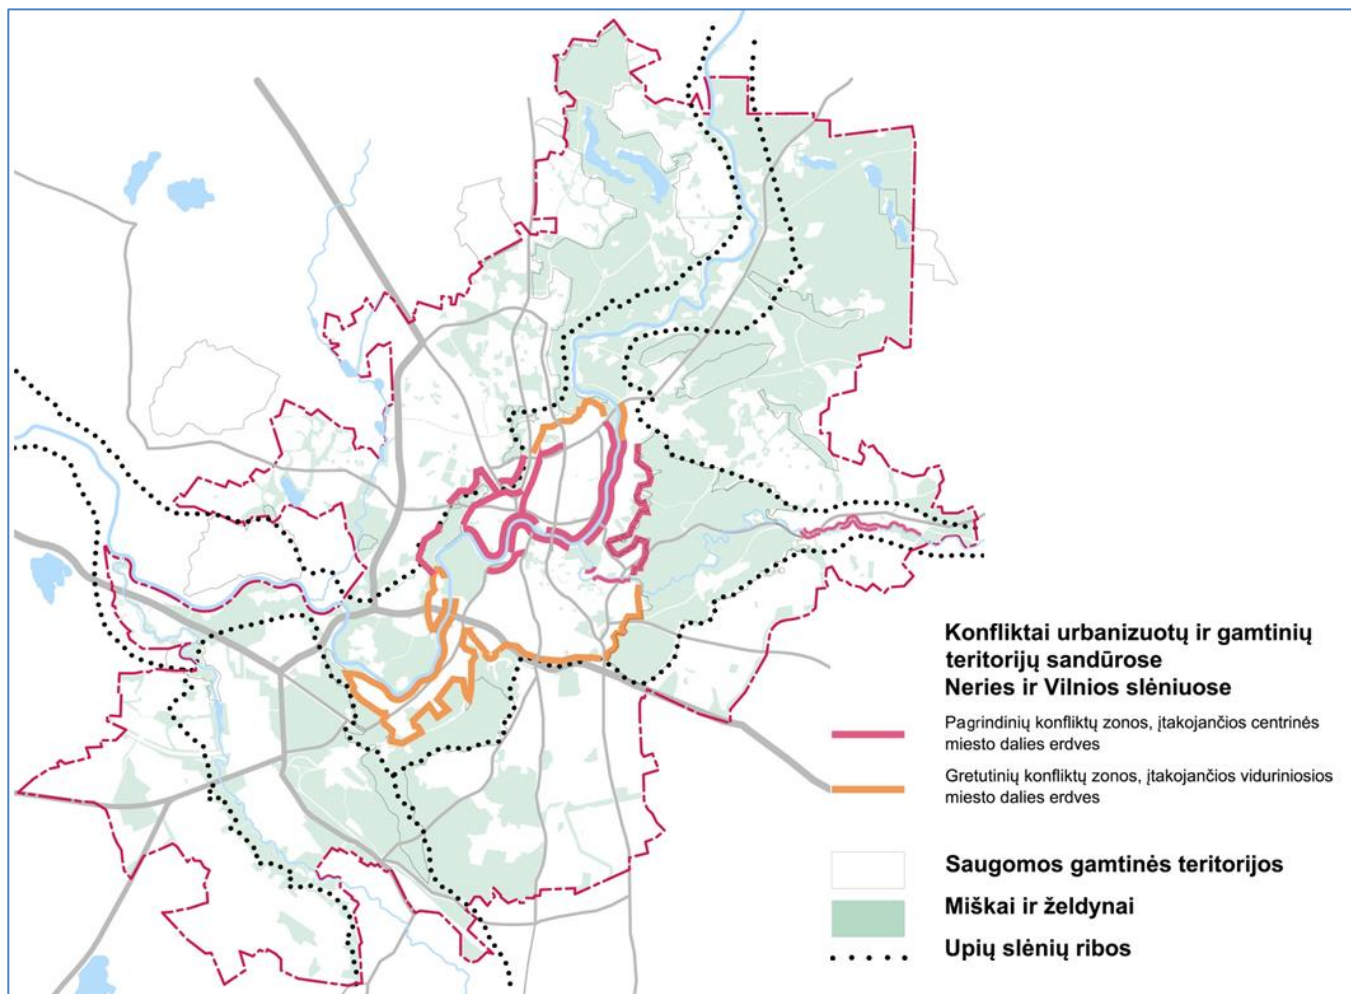 Konfliktai urbanizuotų ir gamtinių
teritorijų sandūrose
Neries ir Vilnios slėniuose
Pagrindinių konfliktų zonos, įtakojančios centrinės
miesto dalies erdves
Gretutinių konfliktų zonos, įtakojančios viduriniosios
miesto dalies erdves
Saugomos gamtinės teritorijos
Miškai ir želdynai
Upių slėnių ribos